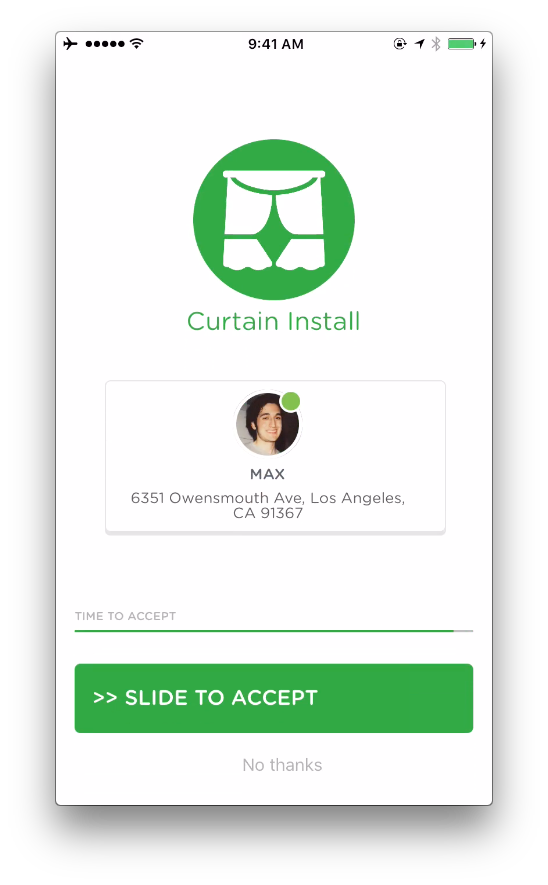 9:41 AM
Curtain Install
MAX
6351 Owensmouth Ave, Los Angeles,
CA 91367
TIME TO ACCEPT
>> SLIDE TO ACCEPT
No thanks